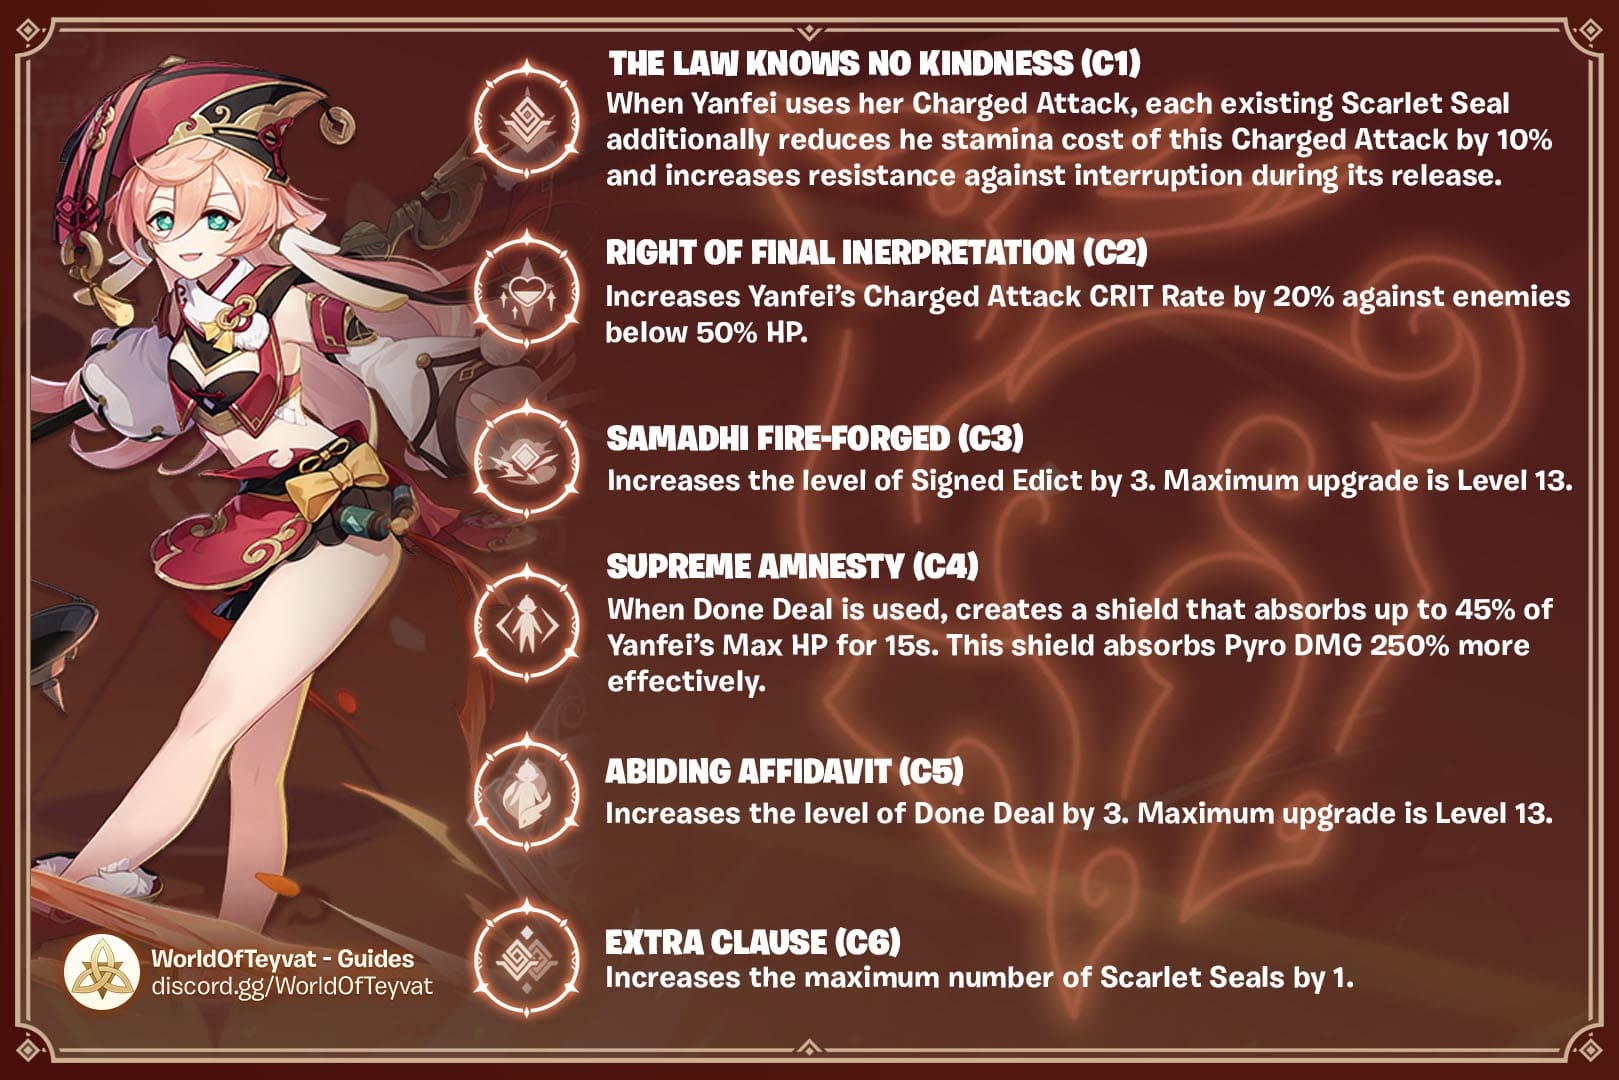 THE LAW KNOWS NO KINDNESS (C1)
When Yanfei uses her Charged Attack, each existing Scarlet Seal
additionally reduces he stamina cost of this Charged Attack by 10%
and increases resistance against interruption during its release.
RIGHT OF FINAL INERPRETATION (C2)
Increases Yanfei's Charged Attack CRIT Rate by 20% against enemies
below 50% HP.
SAMADHI FIRE-FORGED (C3)
Increases the level of Signed Edict by 3. Maximum upgrade is Level 13.
SUPREME AMNESTY (C4)
When Done Deal is used, creates a shield that absorbs up to 45% of
Yanfei's Max HP for 15s. This shield absorbs Pyro DMG 250% more
effectively.
ABIDING AFFIDAVIT (C5)
Increases the level of Done Deal by 3. Maximum upgrade is Level 13.
EXTRA CLAUSE (C6)
Increases the maximum number of Scarlet Seals by 1.
WorldOfTeyvat - Guides
discord.gg/WorldOfTeyvat